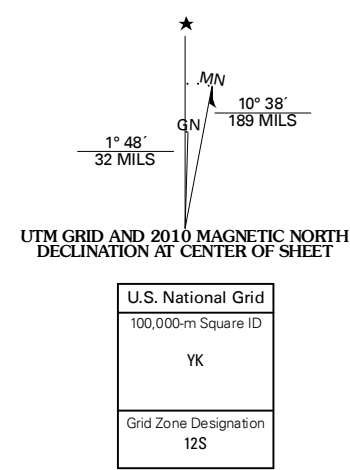 ★
MN
GN
10° 38´
189 MILS
1° 48´
32 MILS
UTM GRID AND 2010 MAGNETIC NORTH
DECLINATION AT CENTER OF SHEET
U.S. National Grid
100,000-m Square ID
YK
Grid Zone Designation
12S